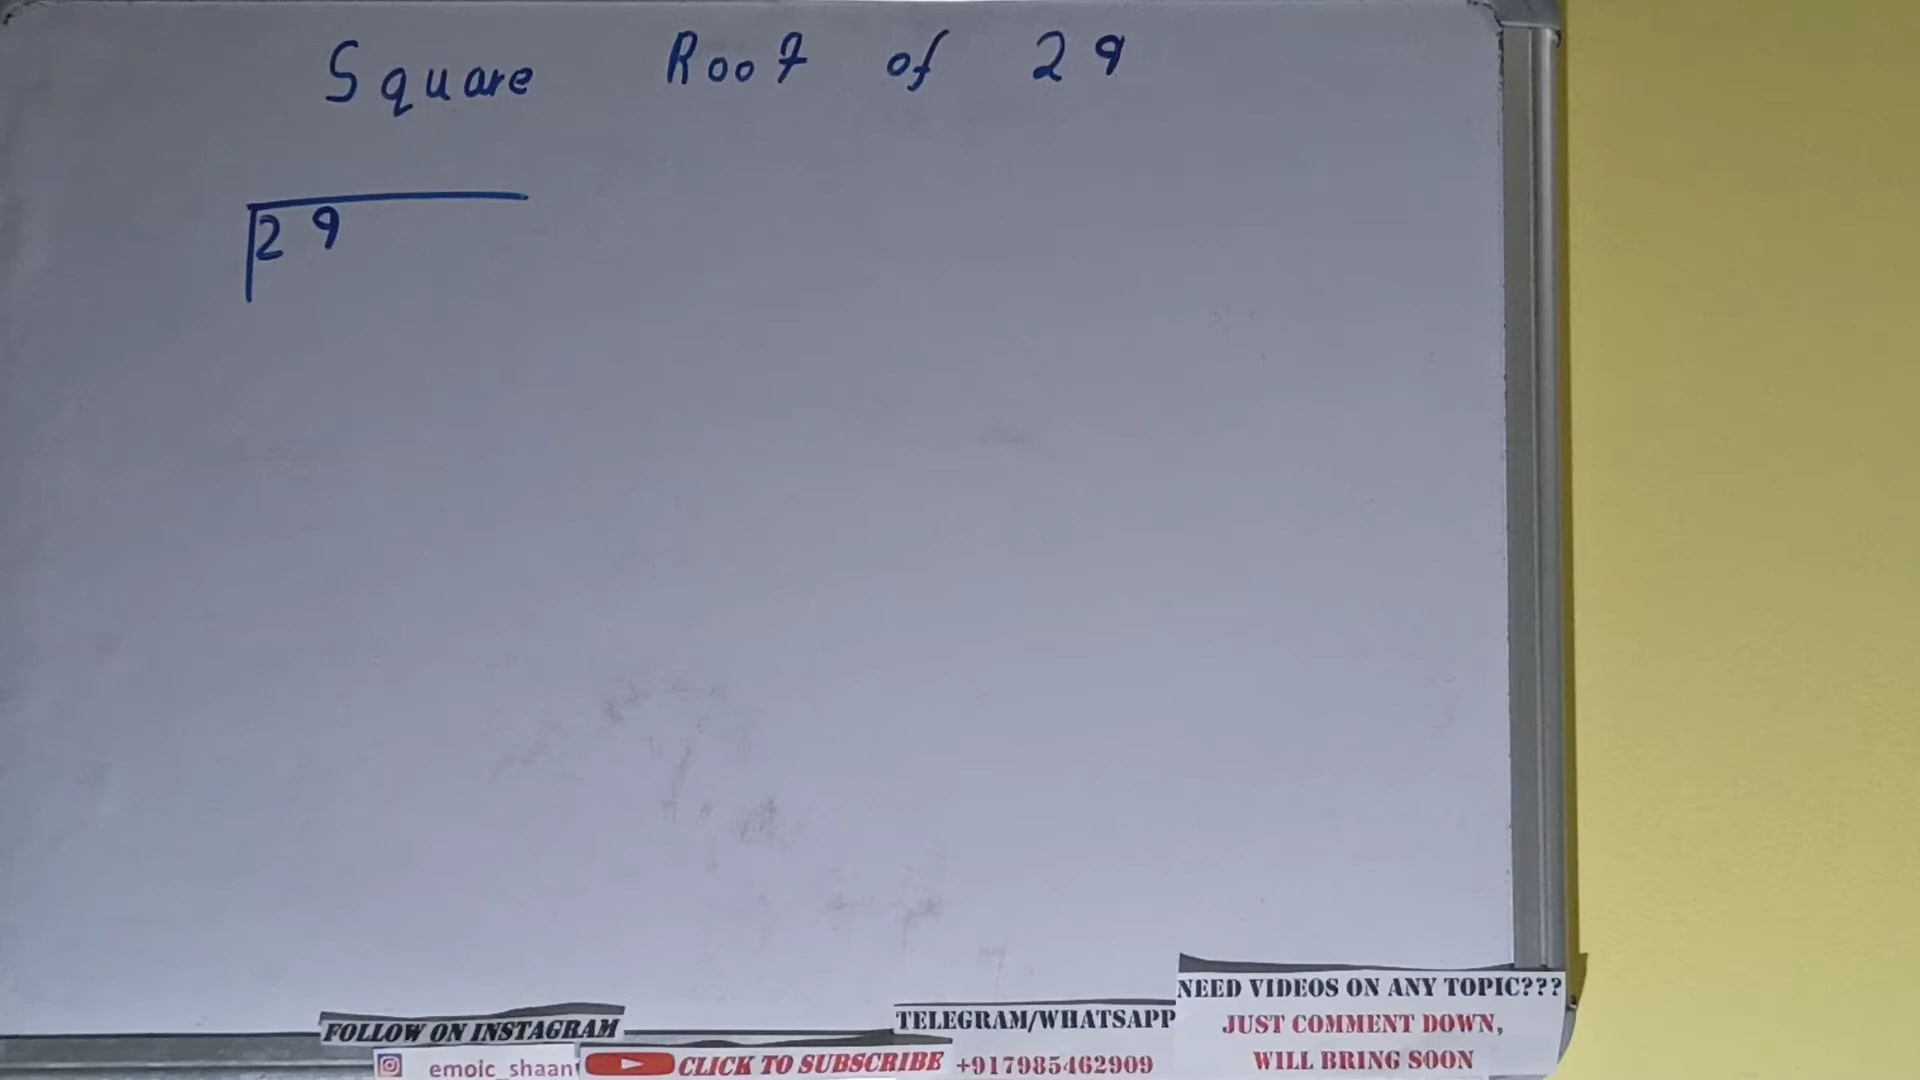 Square Root of 29
29
FOLLOW ON INSTAGRAM
emoic_shaan
CLICK TO SUBSCRIBE
TELEGRAM/WHATSAPP
+917985462909
NEED VIDEOS ON ANY TOPIC???
JUST COMMENT DOWN,
WILL BRING SOON